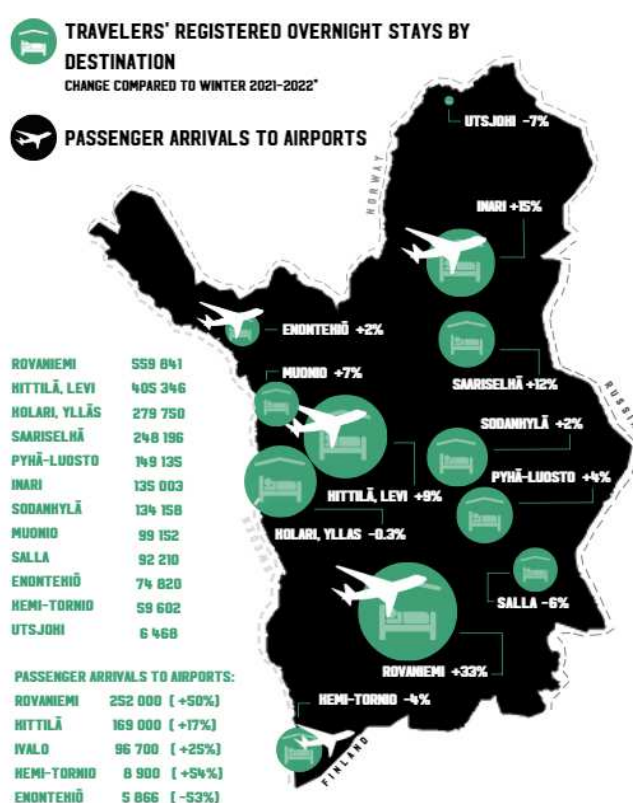 TRAVELERS' REGISTERED OVERNIGHT STAYS BY
DESTINATION
CHANGE COMPARED TO WINTER 2021-2022*
PASSENGER ARRIVALS TO AIRPORTS
UTSJOKI -7%
NORWAY
INARI +15%
ENONTEKIÖ +2%
MUONIO +7%
SAARISELKÄ +12%
RUSSIA
SODANKYLÄ +2%
PYHÄ-LUOSTO +4%
KITTILÄ, LEVI +9%
KOLARI, YLLAS -0.3%
SWEDEN
SALLA -6%
ROVANIEMI +33%
KEMI-TORNIO -4%
FINLAND
ROVANIEMI 559 841
KITTILÄ, LEVI 405 346
KOLARI, YLLÄS 279 750
SAARISELKÄ 248 196
PYHÄ-LUOSTO 149 135
INARI 135 003
SODANKYLÄ 134 158
MUONIO 99 152
SALLA 92 210
ENONTEKIÖ 74 820
KEMI-TORNIO 59 602
UTSJOKI 6 468
PASSENGER ARRIVALS TO AIRPORTS:
ROVANIEMI 252 000 (+50%)
KITTILÄ 169 000 (+17%)
IVALO 96 700 (+25%)
KEMI-TORNIO 8 900 (+54%)
ENONTEKIÖ 5 866 (-53%)